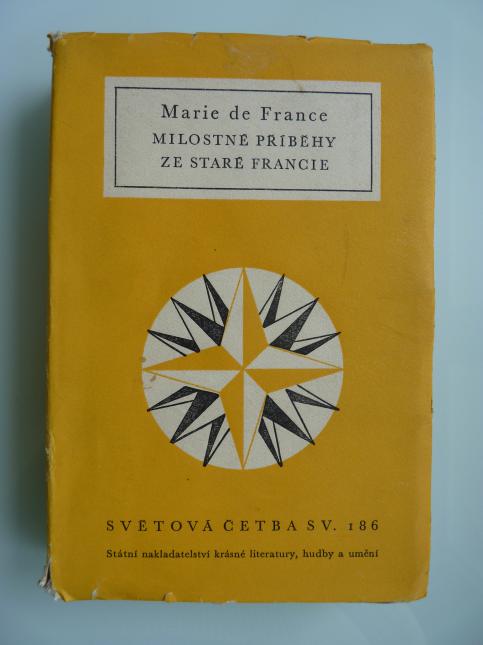 Marie de France
MILOSTNÉ PŘÍBĚHY
ZE STARÉ FRANCIE
SVĚTOVÁ ČETBA SV. 186
Státní nakladatelství krásné literatury, hudby a umění